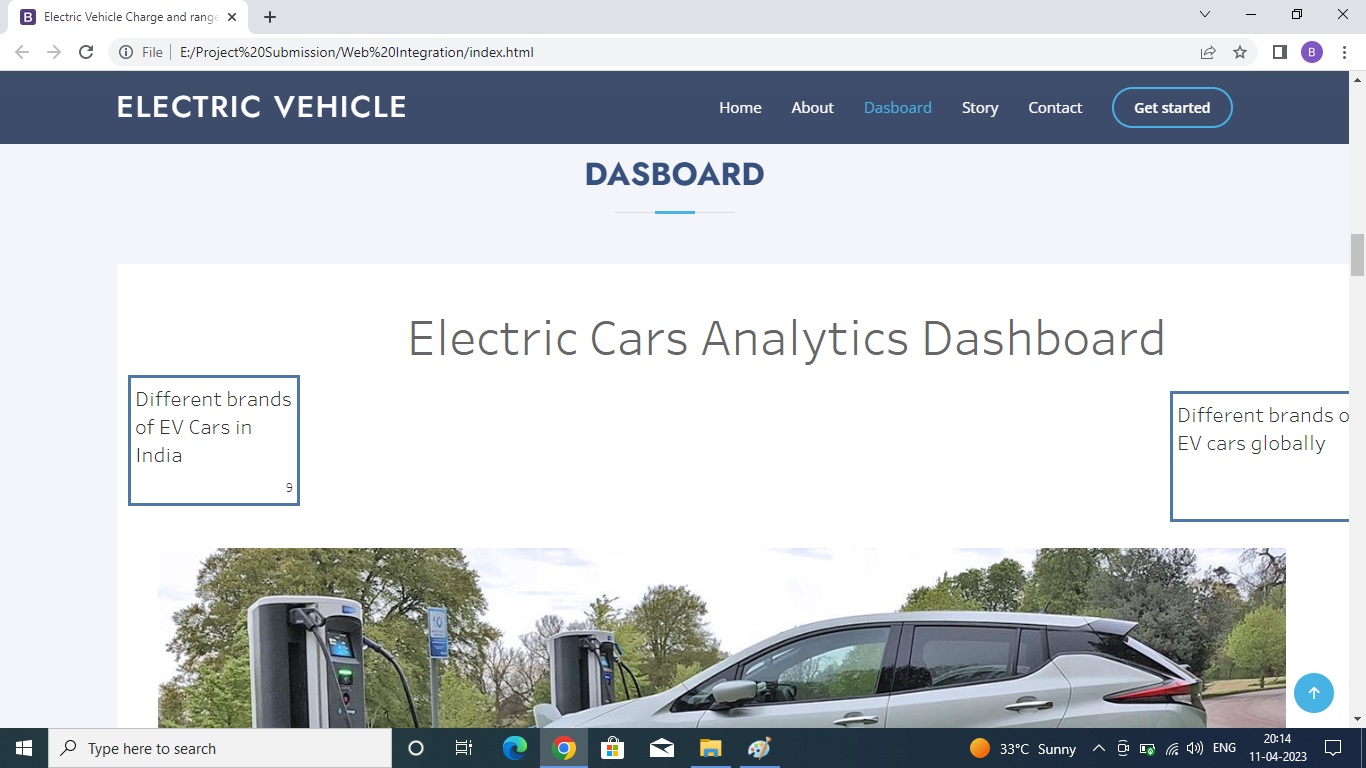 Electric Vehicle Charge and range
File
E:/Project%20Submission/Web%20Integration/index.html
B
ELECTRIC VEHICLE
Home
About
Dasboard
Story
Contact
Get started
DASBOARD
Electric Cars Analytics Dashboard
Different brands
of EV Cars in
India
9
Different brands o
EV cars globally
Type here to search
33°C Sunny
ENG
20:14
11-04-2023